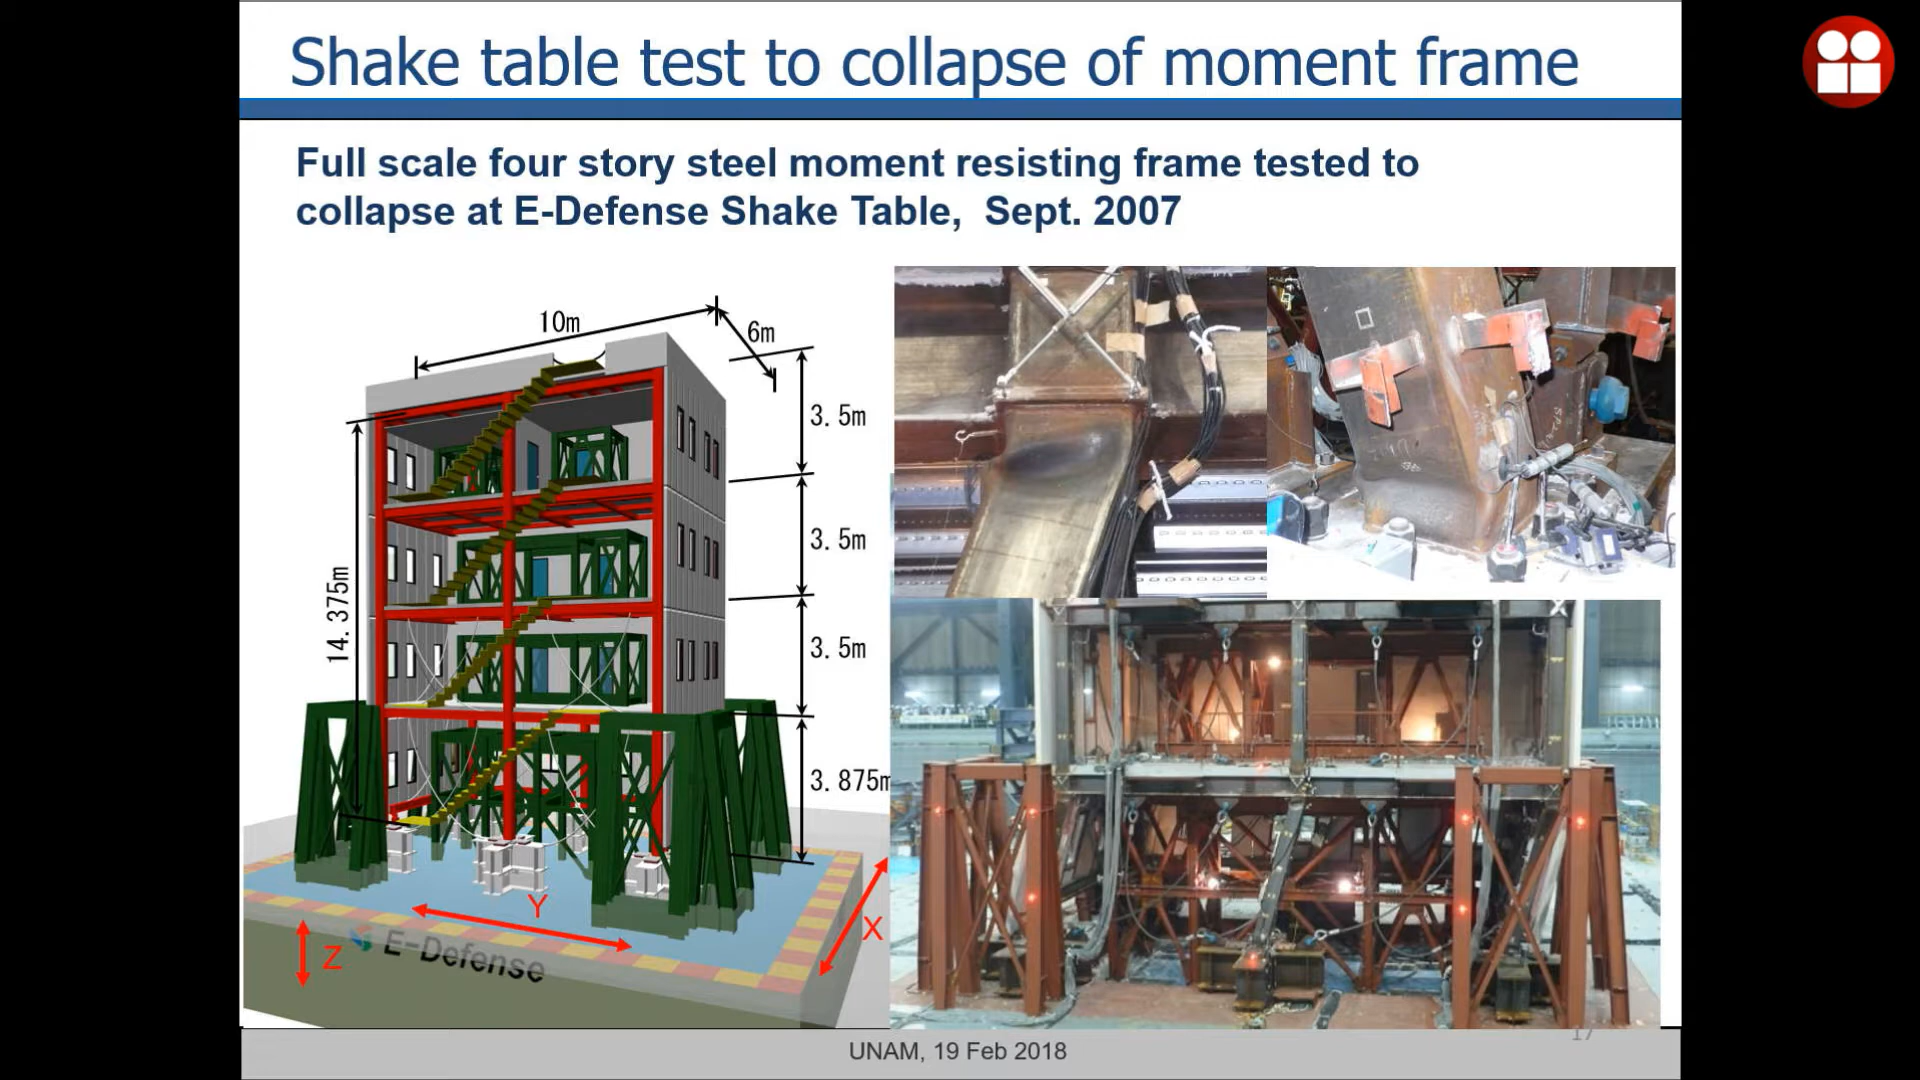 Shake table test to collapse of moment frame
Full scale four story steel moment resisting frame tested to
collapse at E-Defense Shake Table, Sept. 2007
10m
6m
3.5m
3.5m
14.375m
3.5m
3.875m
Y
X
Z
E-Defense
17
UNAM, 19 Feb 2018